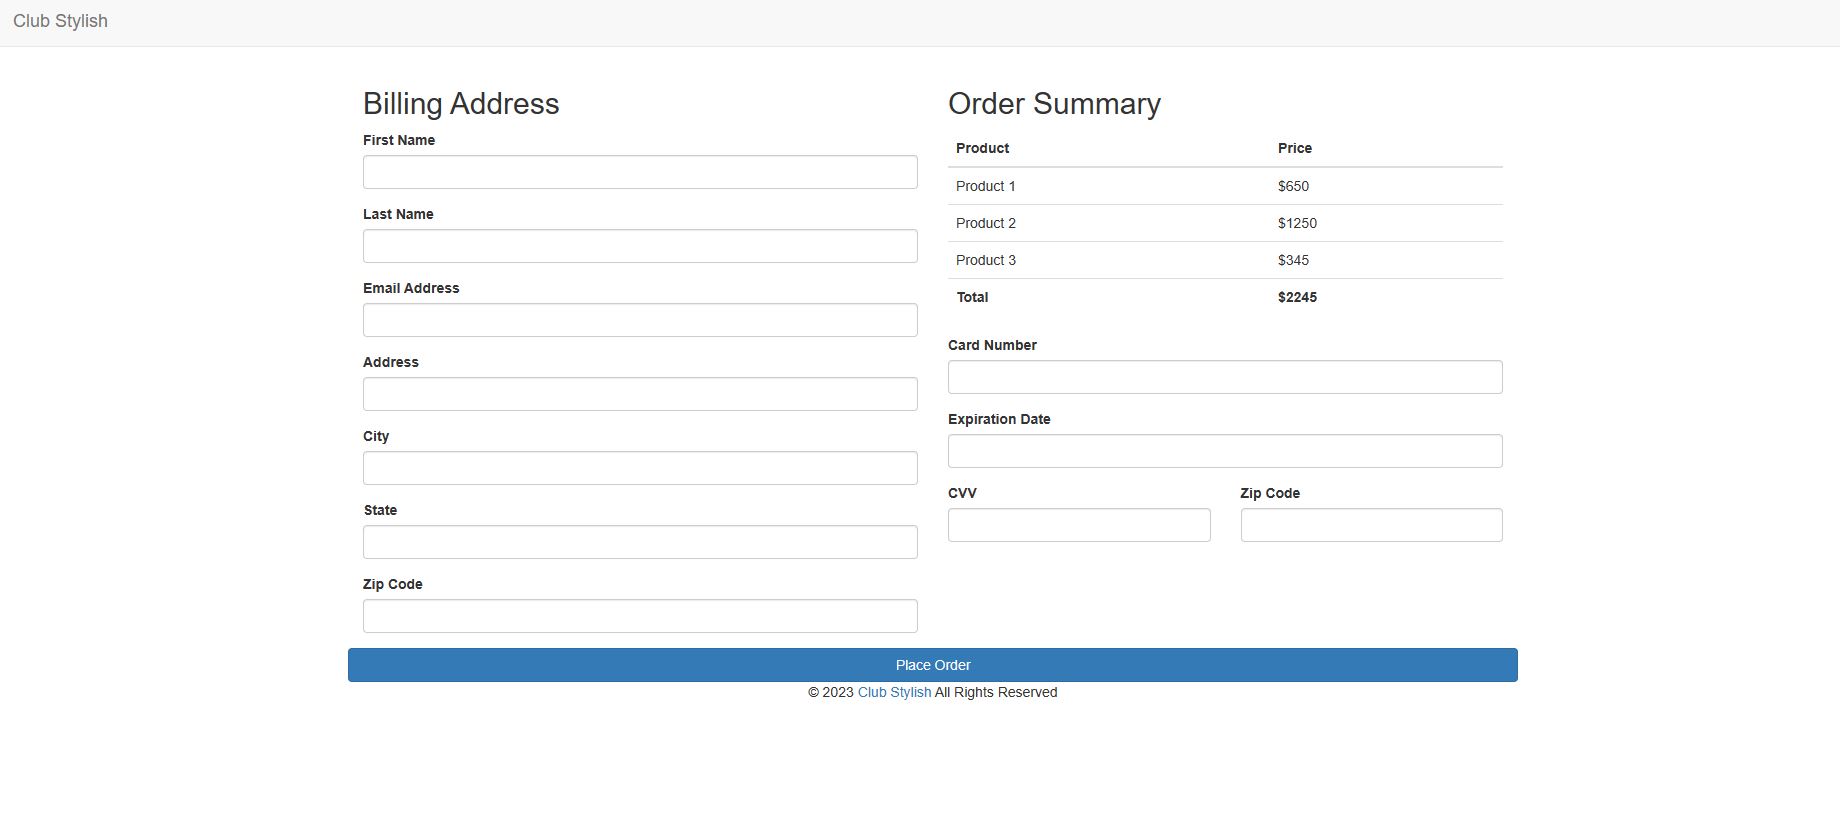 Club Stylish
Billing Address
First Name
Last Name
Email Address
Address
City
State
Zip Code
Order Summary
Product Price
Product 1 $650
Product 2 $1250
Product 3 $345
Total $2245
Card Number
Expiration Date
CVV Zip Code
Place Order
© 2023 Club Stylish All Rights Reserved